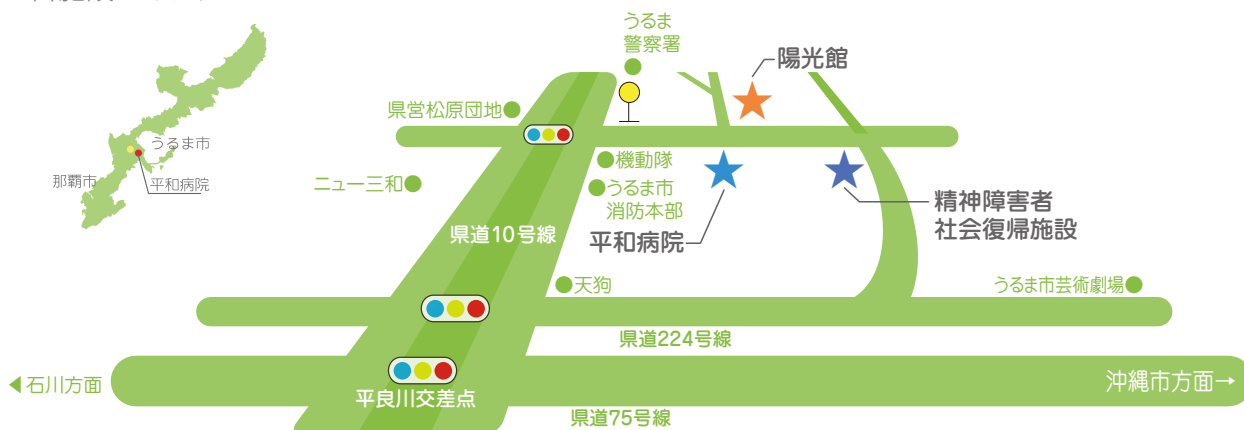 うるま
警察署
陽光館
県営松原団地
うるま市
那覇市
平和病院
ニュー三和
機動隊
うるま市
消防本部
平和病院
精神障害者
社会復帰施設
県道10号線
天狗
うるま市芸術劇場
県道224号線
石川方面
沖縄市方面→
平良川交差点
県道75号線